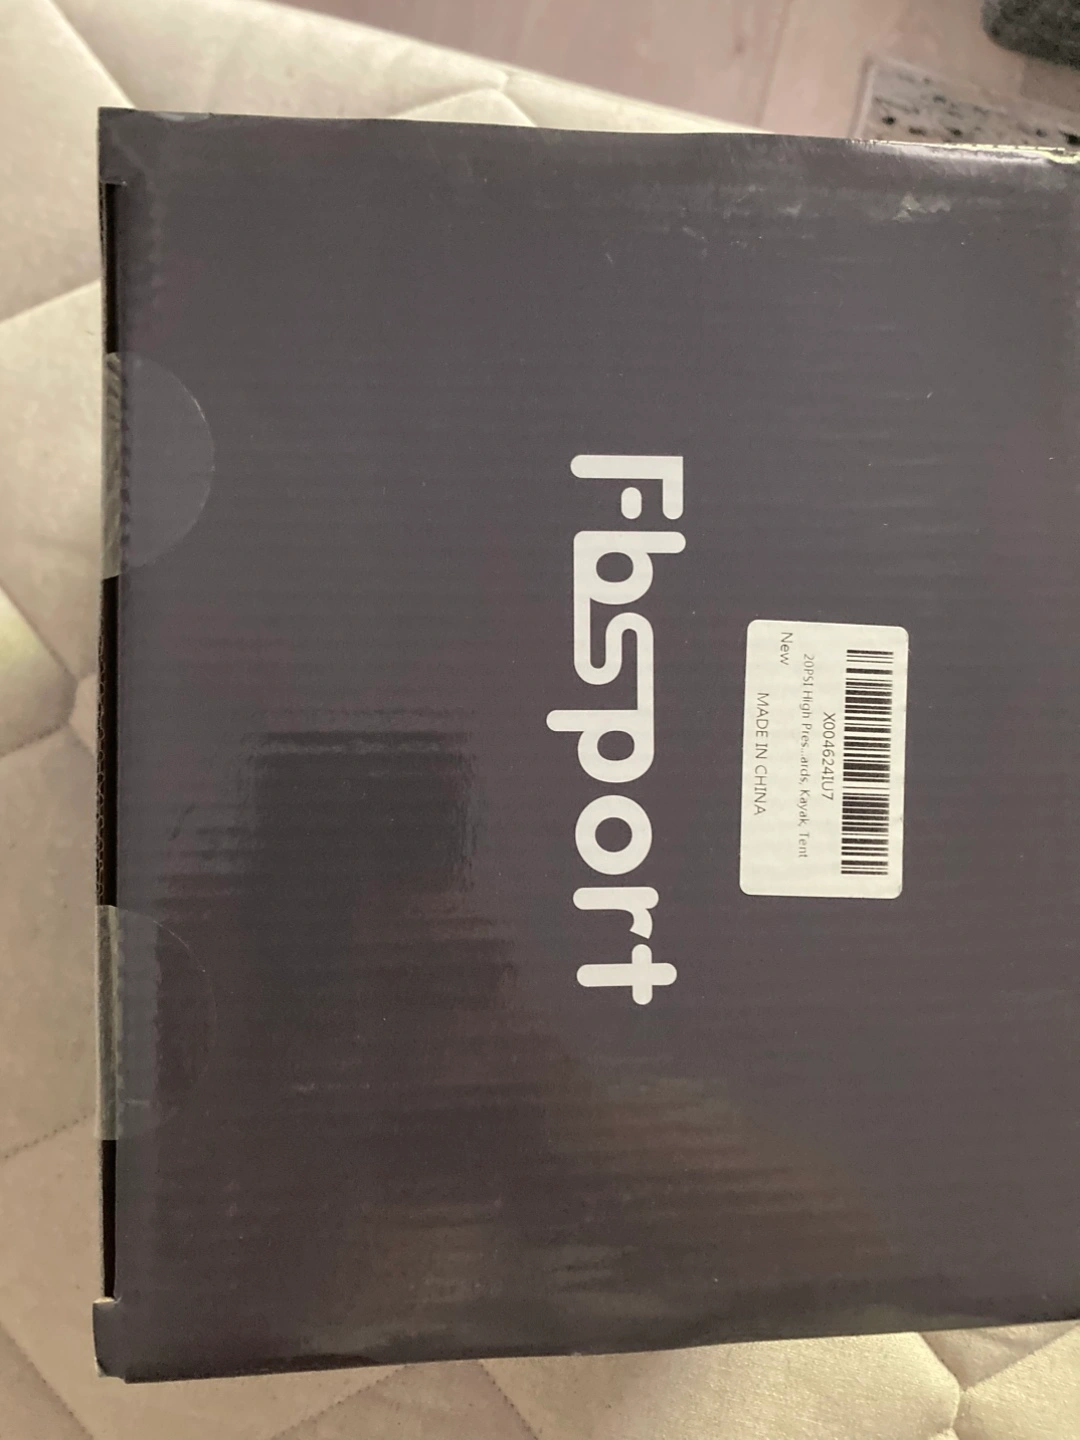 Fbsport
X004624IU7
20PSI High Pres...ards, Kayak, Tent
New
MADE IN CHINA